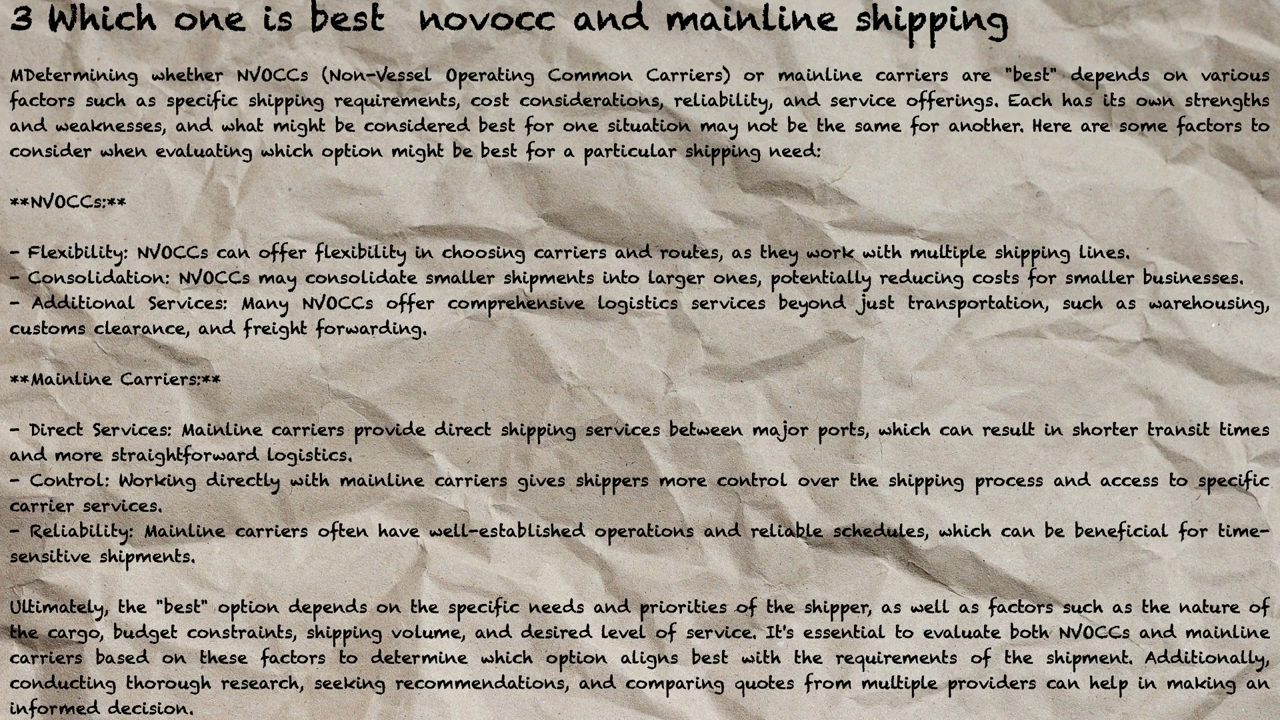 3 Which one is best novocc and mainline shipping
MDetermining whether NVOCCs (Non-Vessel Operating Common Carriers) or mainline carriers are "best" depends on various
factors such as specific shipping requirements, cost considerations, reliability, and service offerings. Each has its own strengths
and weaknesses, and what might be considered best for one situation may not be the same for another. Here are some factors to
consider when evaluating which option might be best for a particular shipping need:
**NVOCCs:**
- Flexibility: NVOCCs can offer flexibility in choosing carriers and routes, as they work with multiple shipping lines.
- Consolidation: NVOCCs may consolidate smaller shipments into larger ones, potentially reducing costs for smaller businesses.
- Additional Services: Many NVOCCs offer comprehensive logistics services beyond just transportation, such as warehousing,
customs clearance, and freight forwarding.
**Mainline Carriers:**
- Direct Services: Mainline carriers provide direct shipping services between major ports, which can result in shorter transit times
and more straightforward logistics.
- Control: Working directly with mainline carriers gives shippers more control over the shipping process and access to specific
carrier services.
- Reliability: Mainline carriers often have well-established operations and reliable schedules, which can be beneficial for time-
sensitive shipments.
Ultimately, the "best" option depends on the specific needs and priorities of the shipper, as well as factors such as the nature of
the cargo, budget constraints, shipping volume, and desired level of service. It's essential to evaluate both NVOCCs and mainline
carriers based on these factors to determine which option aligns best with the requirements of the shipment. Additionally,
conducting thorough research, seeking recommendations, and comparing quotes from multiple providers can help in making an
informed decision.